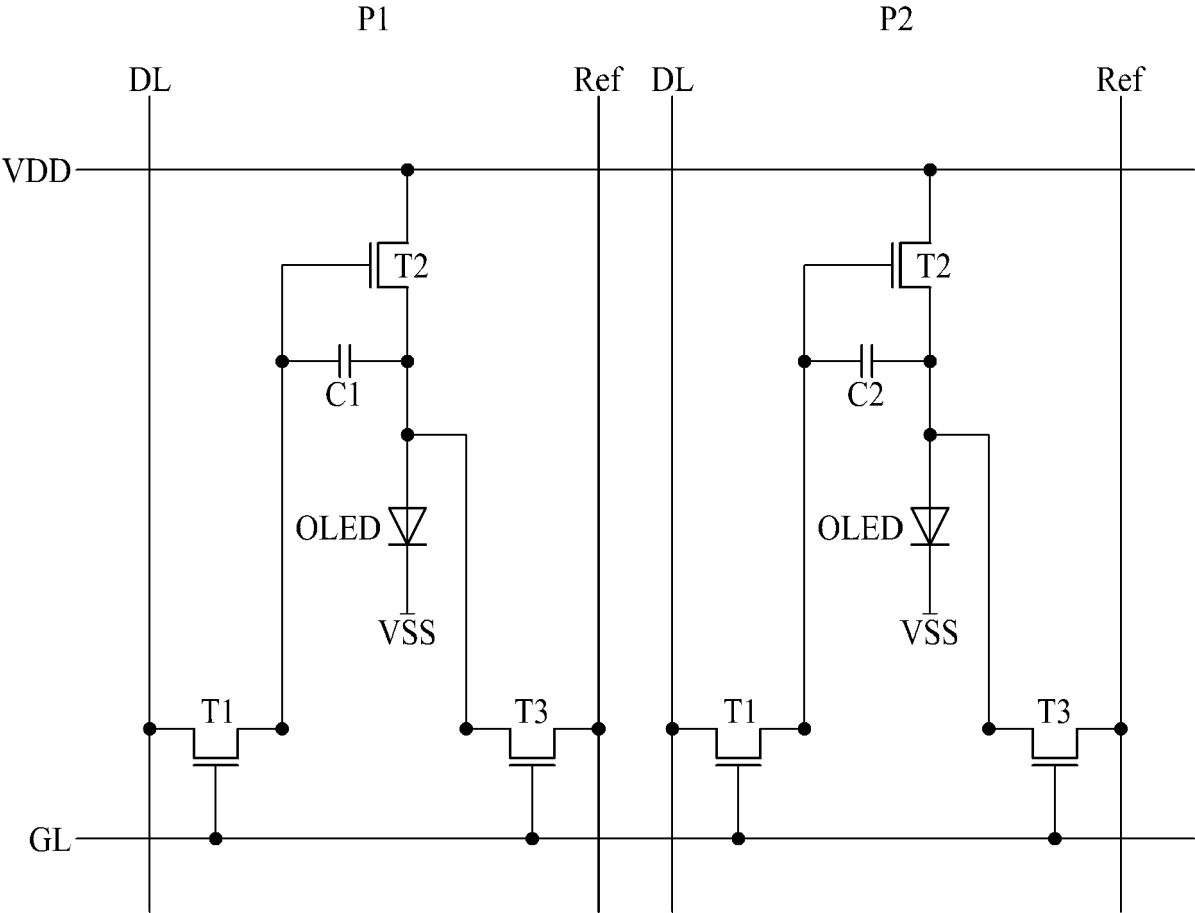 P1 P2
DL Ref DL Ref
VDD
T2 T2
C1 C2
OLED OLED
VSS VSS
T1 T3 T1 T3
GL